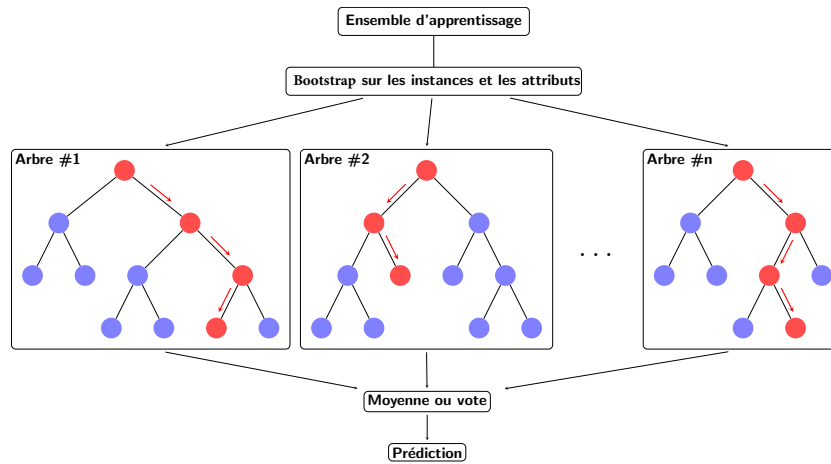 Ensemble d'apprentissage
Bootstrap sur les instances et les attributs
Arbre #1
Arbre #2
Arbre #n
. . .
Moyenne ou vote
Prédiction